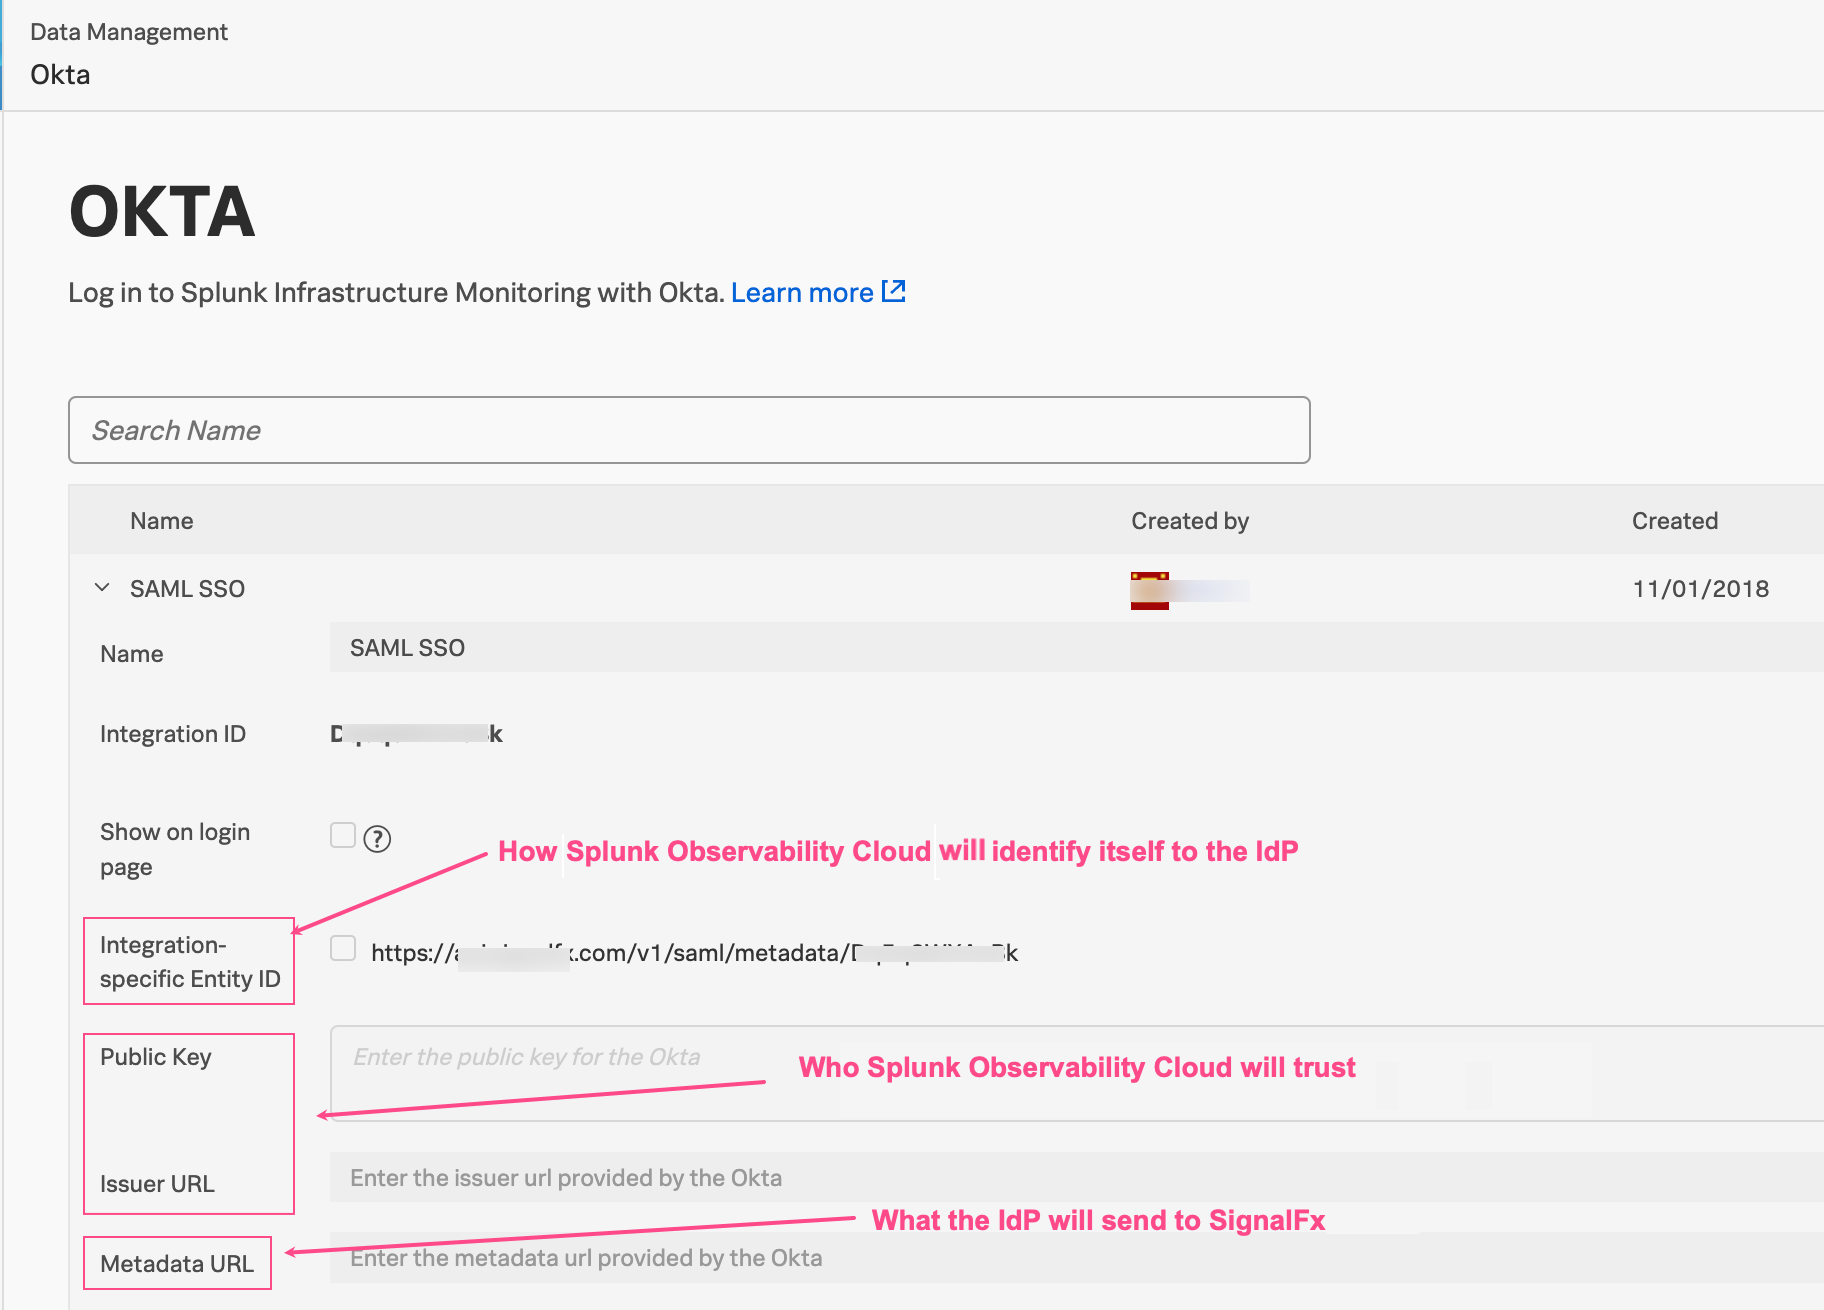 Data Management
Okta
OKTA
Log in to Splunk Infrastructure Monitoring with Okta. Learn more
Search Name
Name Created by Created
SAML SSO 11/01/2018
Name SAML SSO
Integration ID
Show on login
page
?
How Splunk Observability Cloud will identify itself to the IdP
Integration-
specific Entity ID
https:// .com/v1/saml/metadata/
Public Key
Enter the public key for the Okta
Who Splunk Observability Cloud will trust
Issuer URL
Enter the issuer url provided by the Okta
What the IdP will send to SignalFx
Metadata URL
Enter the metadata url provided by the Okta